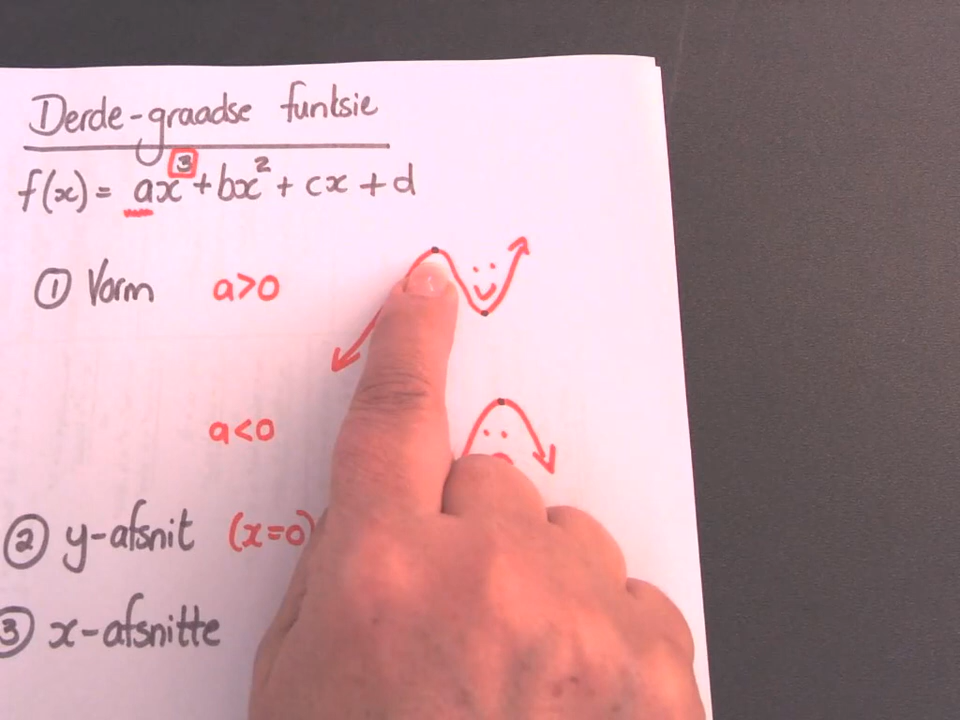 Derde-graadse funksie
f(x) = ax³ + bx² + cx + d
① Vorm a>0
a<0
② y-afsnit (x=0)
③ x-afsnitte